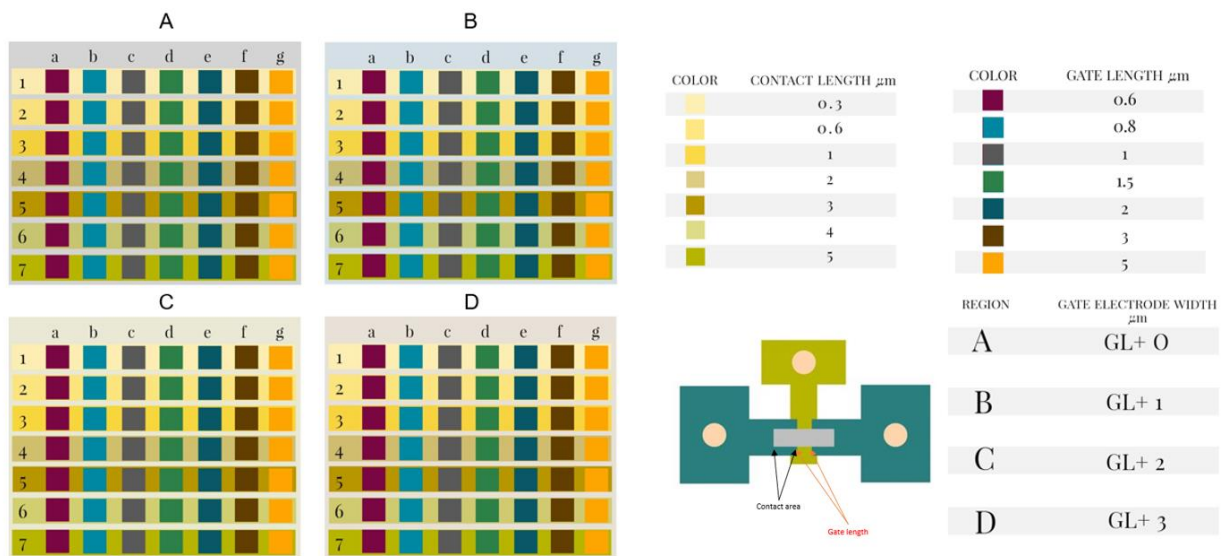 A
a b c d e f g
1
2
3
4
5
6
7
B
a b c d e f g
1
2
3
4
5
6
7
C
a b c d e f g
1
2
3
4
5
6
7
D
a b c d e f g
1
2
3
4
5
6
7
COLOR CONTACT LENGTH μm
0.3
0.6
1
2
3
4
5
COLOR GATE LENGTH μm
0.6
0.8
1
1.5
2
3
5
Contact area
Gate length
REGION GATE ELECTRODE WIDTH
μm
A GL+ 0
B GL+ 1
C GL+ 2
D GL+ 3